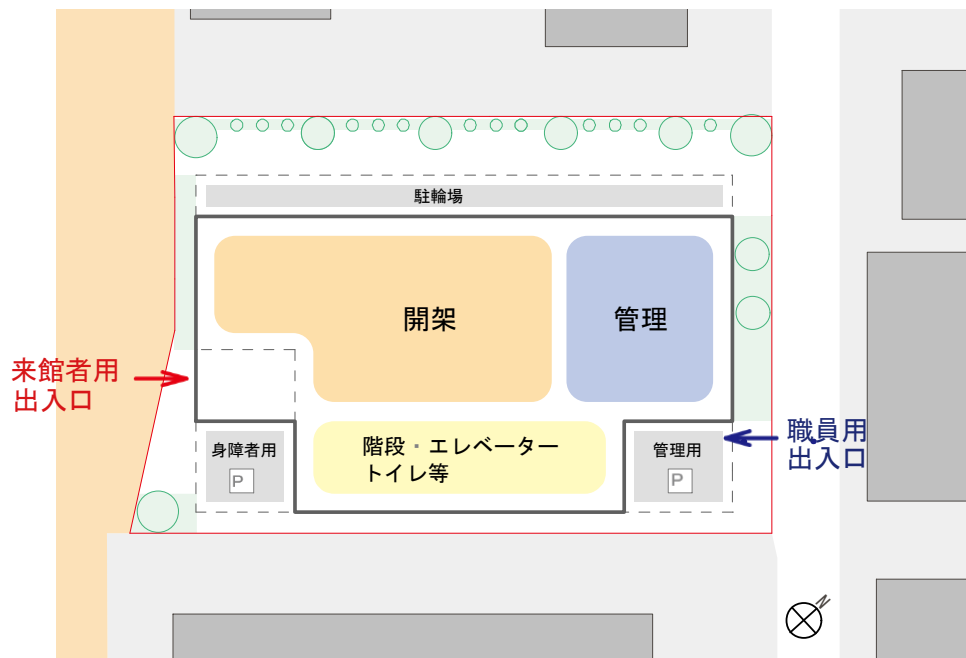 駐輪場
開架
管理
来館者用
出入口
身障者用
P
階段・エレベーター
トイレ等
管理用
P
職員用
出入口
N